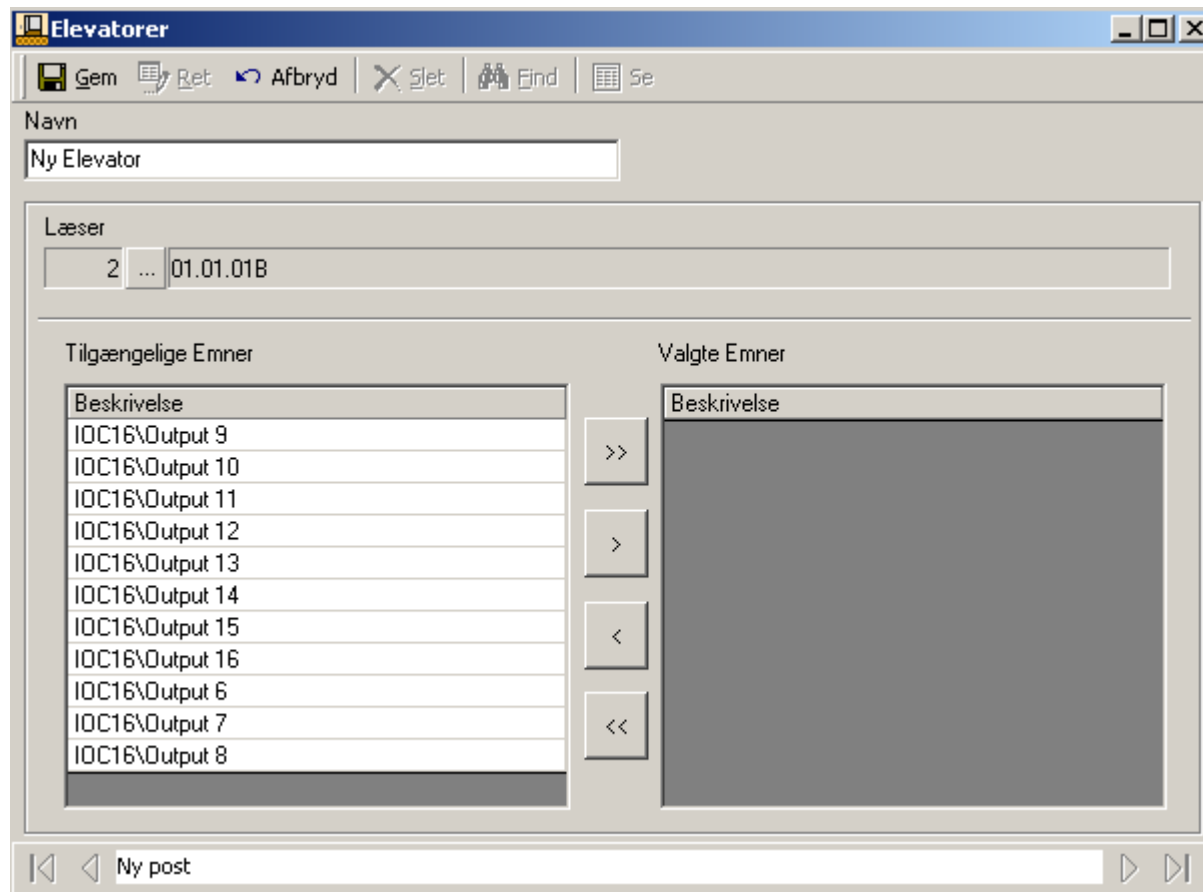 Elevatorer
Gem Ret Afbryd Slet Find Se
Navn
Ny Elevator
Læser
2 ... 01.01.01B
Tilgængelige Emner
Beskrivelse
IOC16\Output 9
IOC16\Output 10
IOC16\Output 11
IOC16\Output 12
IOC16\Output 13
IOC16\Output 14
IOC16\Output 15
IOC16\Output 16
IOC16\Output 6
IOC16\Output 7
IOC16\Output 8
>>
>
<
<<
Valgte Emner
Beskrivelse
Ny post